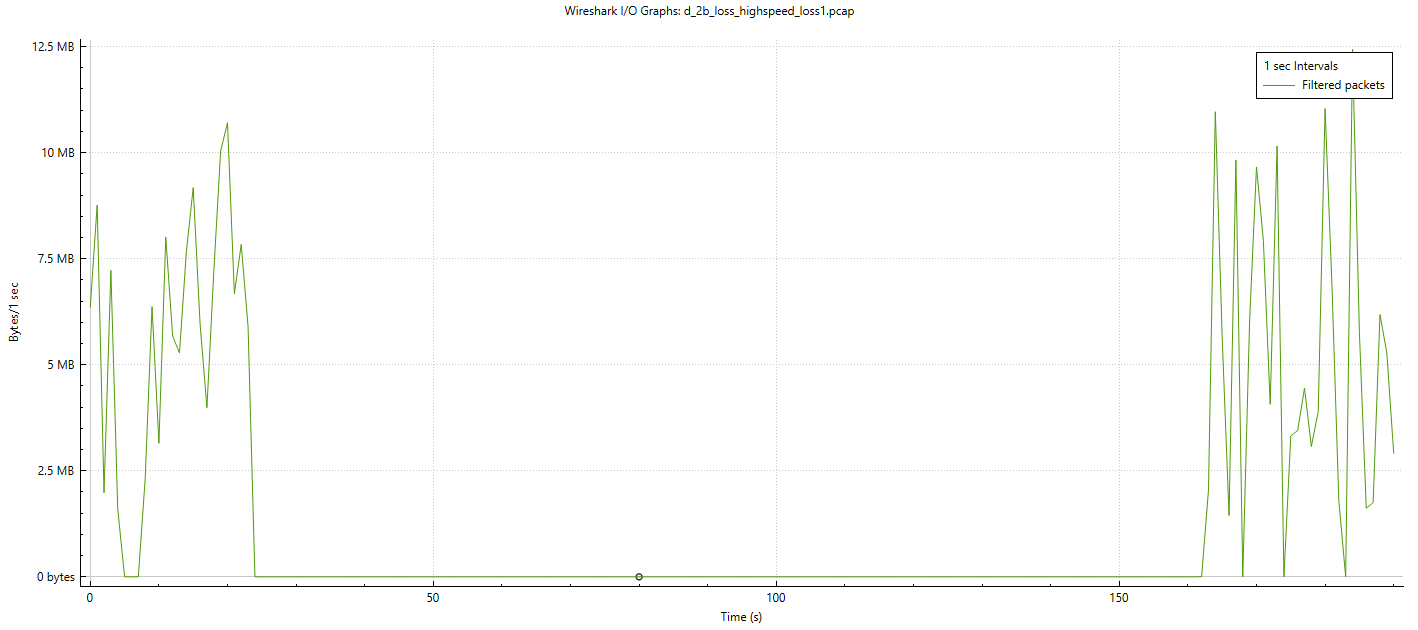 Wireshark I/O Graphs: d_2b_loss_highspeed_loss1.pcap
12.5 MB
10 MB
7.5 MB
5 MB
2.5 MB
0 bytes
Bytes/1 sec
1 sec Intervals
Filtered packets
0 50 100 150
Time (s)